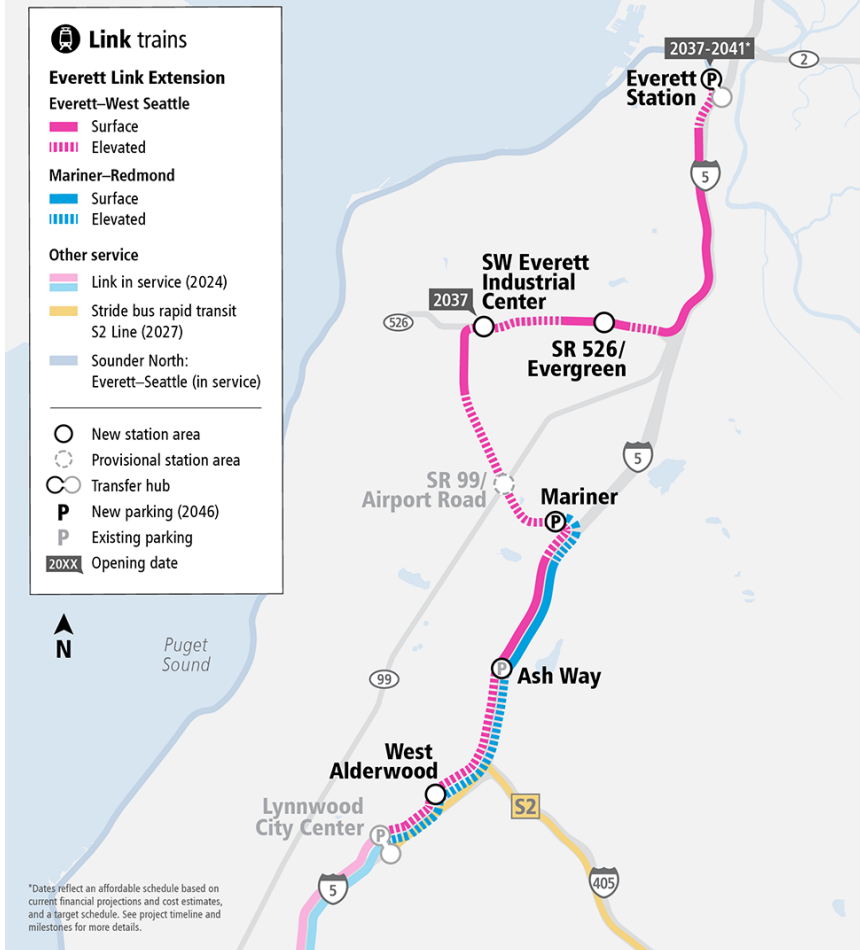 Link trains
Everett Link Extension
Everett–West Seattle
Surface
Elevated
Mariner–Redmond
Surface
Elevated
Other service
Link in service (2024)
Stride bus rapid transit
S2 Line (2027)
Sounder North:
Everett–Seattle (in service)
New station area
Provisional station area
Transfer hub
P New parking (2046)
P Existing parking
20XX Opening date
N
2037-2041*
2
Everett
Station
P
5
SW Everett
Industrial
Center
2037
526
SR 526/
Evergreen
5
SR 99/
Airport Road
Mariner
P
Puget
Sound
P
Ash Way
99
West
Alderwood
Lynnwood
City Center
P
S2
5
405
*Dates reflect an affordable schedule based on
current financial projections and cost estimates,
and a target schedule. See project timeline and
milestones for more details.